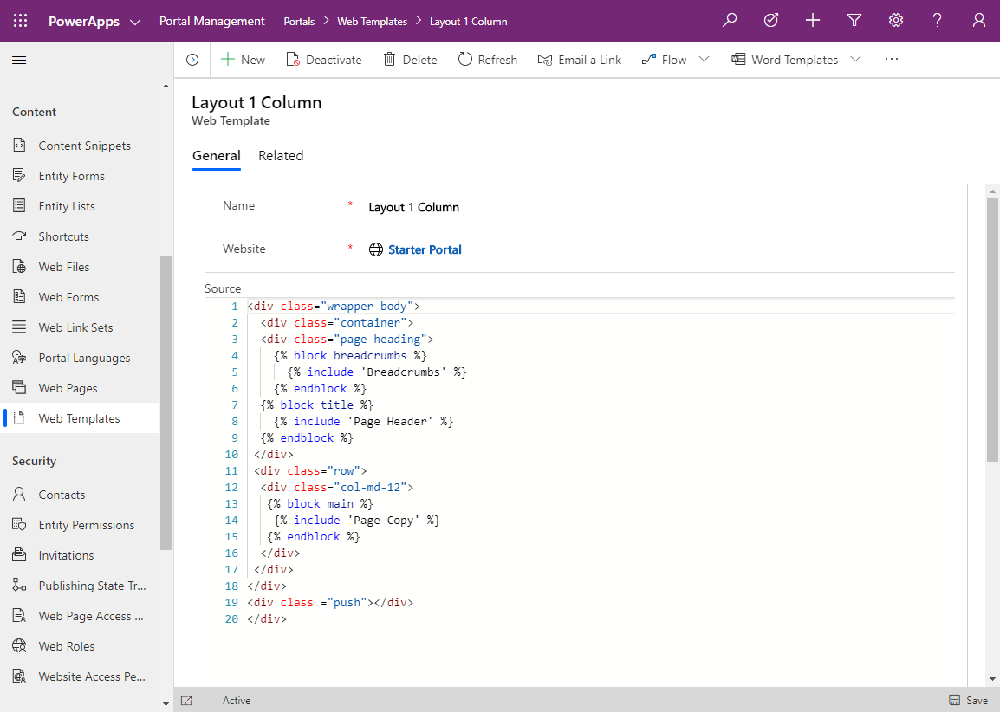 PowerApps Portal Management Portals > Web Templates > Layout 1 Column
New Deactivate Delete Refresh Email a Link Flow Word Templates ...
Content
Content Snippets
Entity Forms
Entity Lists
Shortcuts
Web Files
Web Forms
Web Link Sets
Portal Languages
Web Pages
Web Templates
Security
Contacts
Entity Permissions
Invitations
Publishing State Tr...
Web Page Access ...
Web Roles
Website Access Pe...
Layout 1 Column
Web Template
General Related
Name * Layout 1 Column
Website * Starter Portal
Source
1 <div class="wrapper-body">
2 <div class="container">
3 <div class="page-heading">
4 {% block breadcrumbs %}
5 {% include 'Breadcrumbs' %}
6 {% endblock %}
7 {% block title %}
8 {% include 'Page Header' %}
9 {% endblock %}
10 </div>
11 <div class="row">
12 <div class="col-md-12">
13 {% block main %}
14 {% include 'Page Copy' %}
15 {% endblock %}
16 </div>
17 </div>
18 </div>
19 <div class ="push"></div>
20 </div>
Active Save